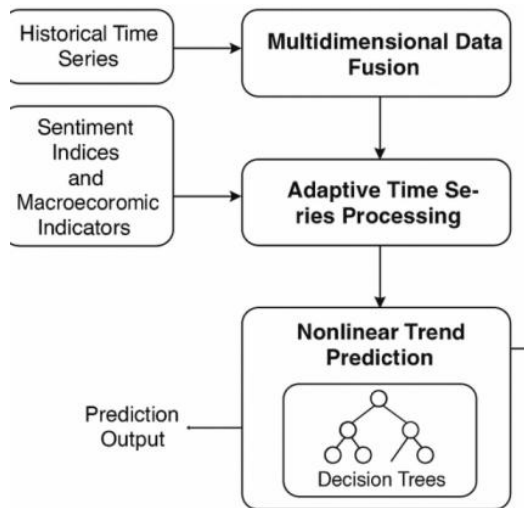 Historical Time
Series
Multidimensional Data
Fusion
Sentiment
Indices
and
Macroecoromic
Indicators
Adaptive Time Se-
ries Processing
Nonlinear Trend
Prediction
Prediction
Output
Decision Trees